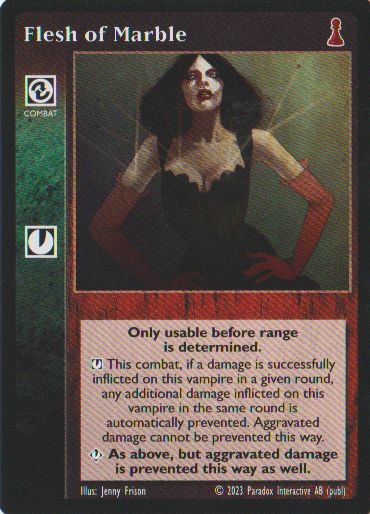 Flesh of Marble
COMBAT
Only usable before range
is determined.
This combat, if a damage is successfully
inflicted on this vampire in a given round,
any additional damage inflicted on this
vampire in the same round is
automatically prevented. Aggravated
damage cannot be prevented this way.
As above, but aggravated damage
is prevented this way as well.
Illus: Jenny Frison © 2023 Paradox Interactive AB (publ)